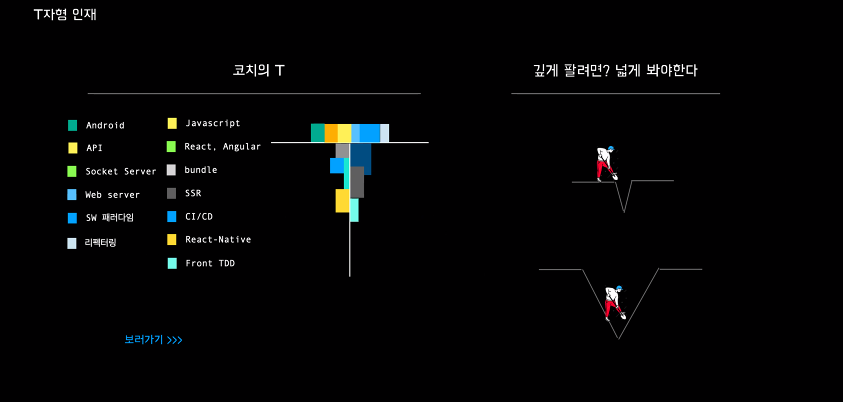 T자형 인재
코치의 T
깊게 팔려면? 넓게 봐야한다
Android
API
Socket Server
Web server
SW 패러다임
리팩터링
Javascript
React, Angular
bundle
SSR
CI/CD
React-Native
Front TDD
보러가기 >>>